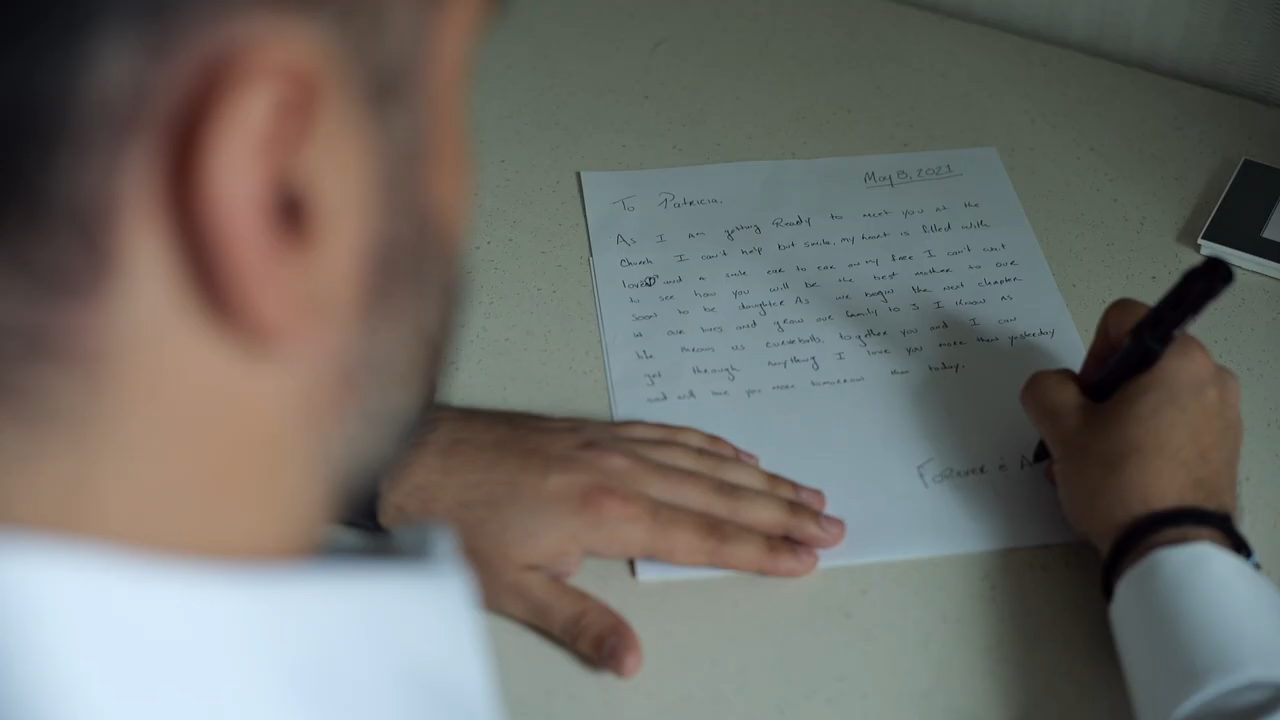 May 8, 2021
To Patricia,
As I am getting Ready to meet you at the
Church I can't help but smile, my heart is filled with
love and a smile ear to ear on my face I can't wait
to see how you will be the best mother to our
soon to be daughter As we begin the next chapter
in our lives and grow our family to 3 I know as
life throws us curveballs, together you and I can
get through anything I love you more than yesterday
and will love you more tomorrow than today.
Forever & A